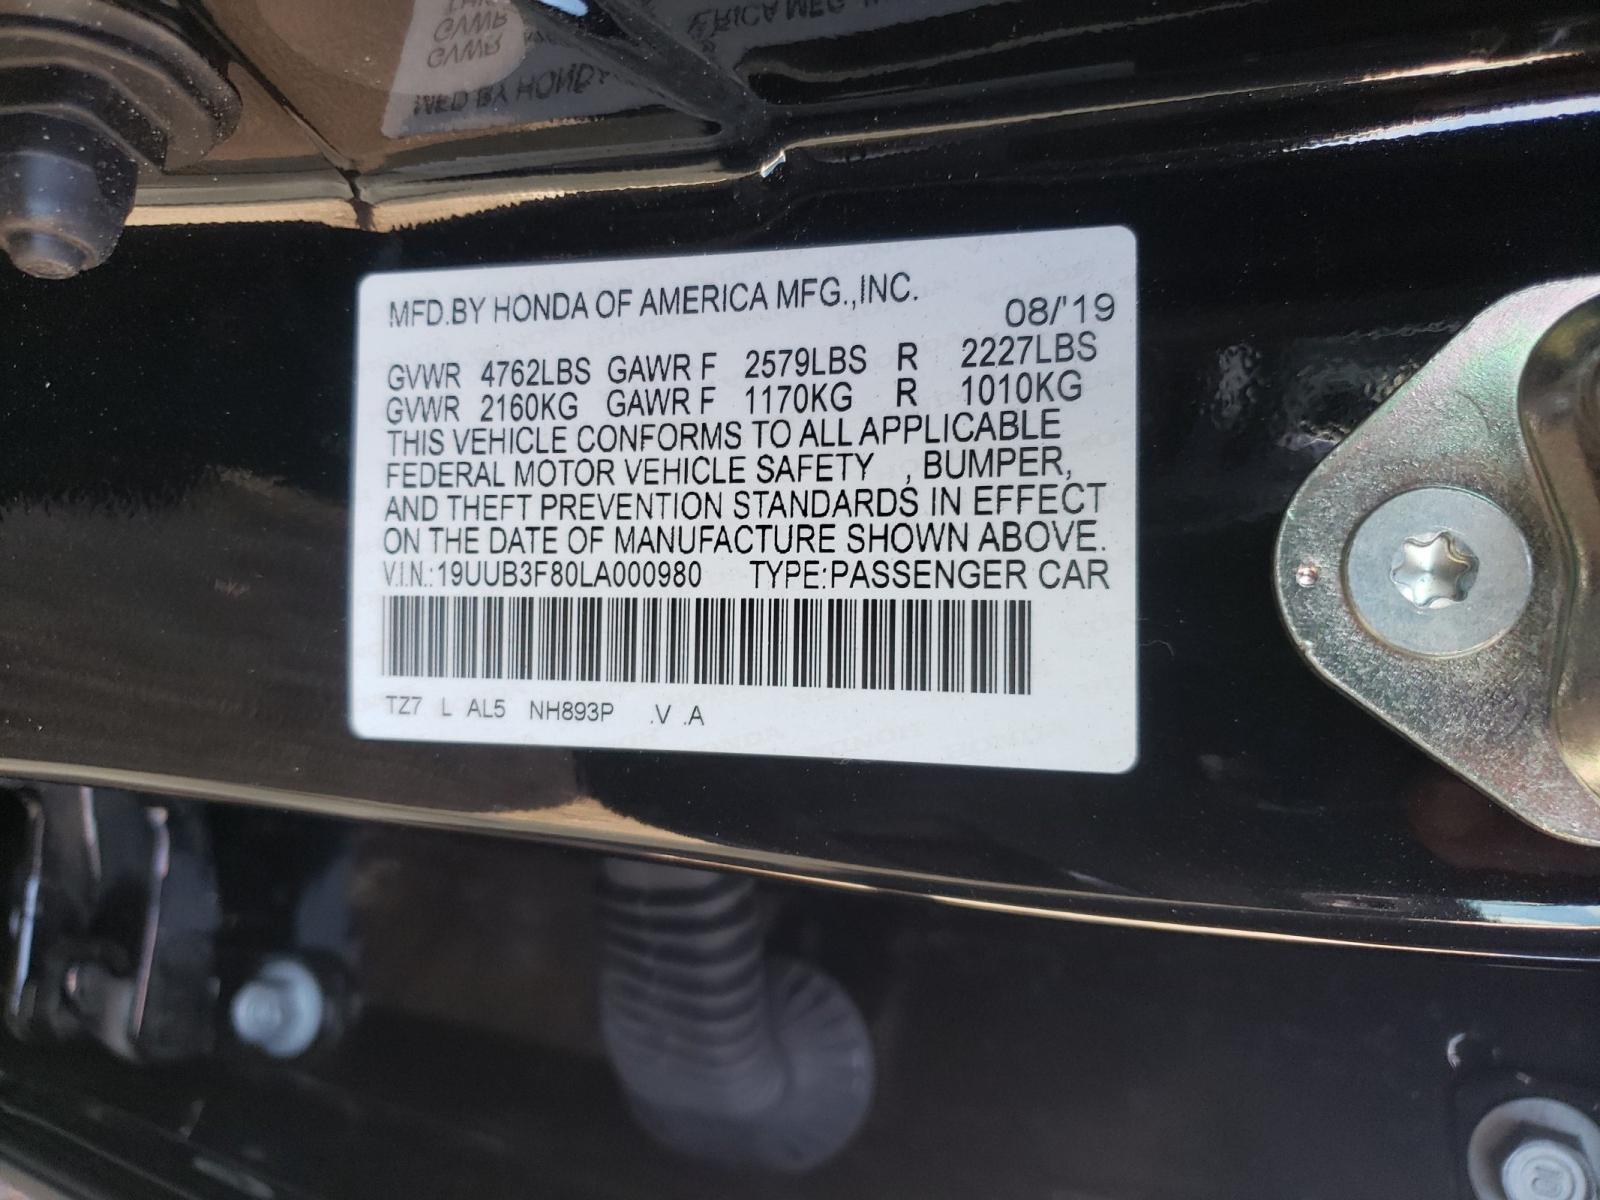 MFD.BY HONDA OF AMERICA MFG.,INC.
08/'19
GVWR 4762LBS GAWR F 2579LBS R 2227LBS
GVWR 2160KG GAWR F 1170KG R 1010KG
THIS VEHICLE CONFORMS TO ALL APPLICABLE
FEDERAL MOTOR VEHICLE SAFETY , BUMPER,
AND THEFT PREVENTION STANDARDS IN EFFECT
ON THE DATE OF MANUFACTURE SHOWN ABOVE.
V.I.N.:19UUB3F80LA000980 TYPE:PASSENGER CAR
TZ7 L AL5 NH893P .V .A